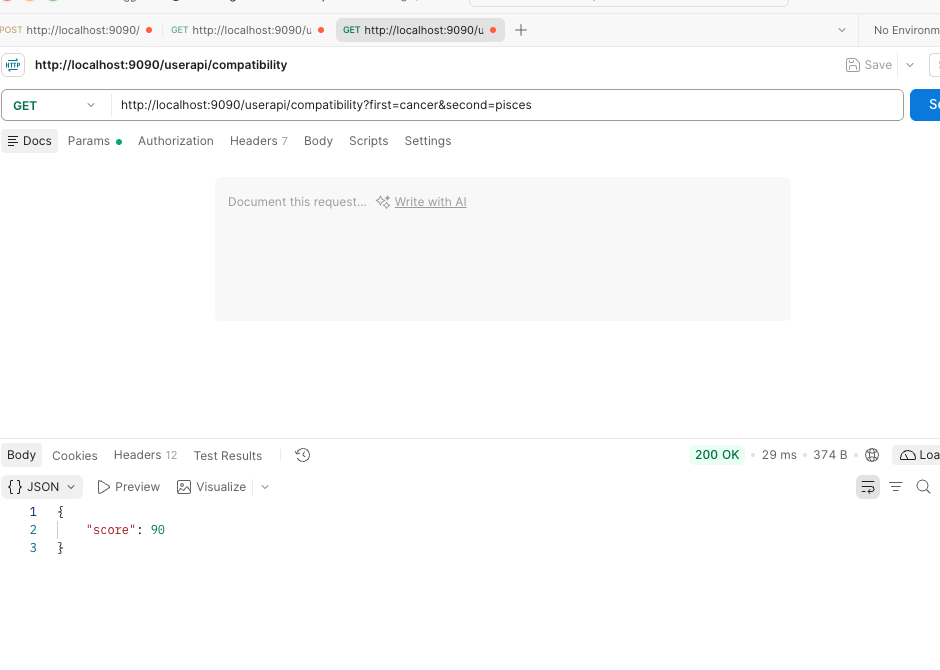 POST http://localhost:9090/ GET http://localhost:9090/u GET http://localhost:9090/u No Environm
HTTP http://localhost:9090/userapi/compatibility Save
GET http://localhost:9090/userapi/compatibility?first=cancer&second=pisces Se
Docs Params Authorization Headers 7 Body Scripts Settings
Document this request... Write with AI
Body Cookies Headers 12 Test Results 200 OK • 29 ms • 374 B • Loa
{} JSON Preview Visualize
1 {
2 "score": 90
3 }